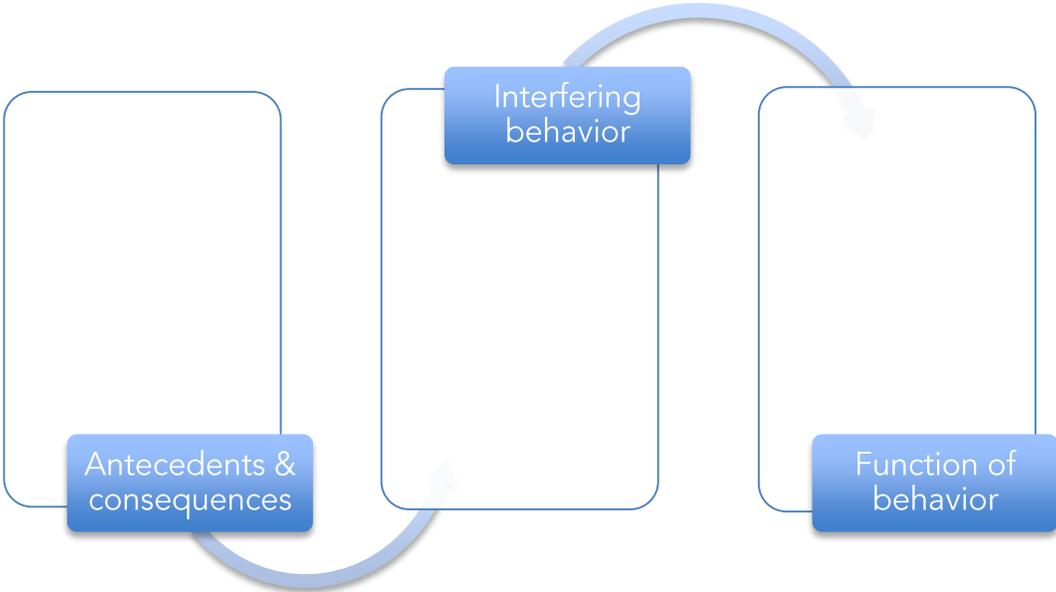 Interfering
behavior
Antecedents &
consequences
Function of
behavior